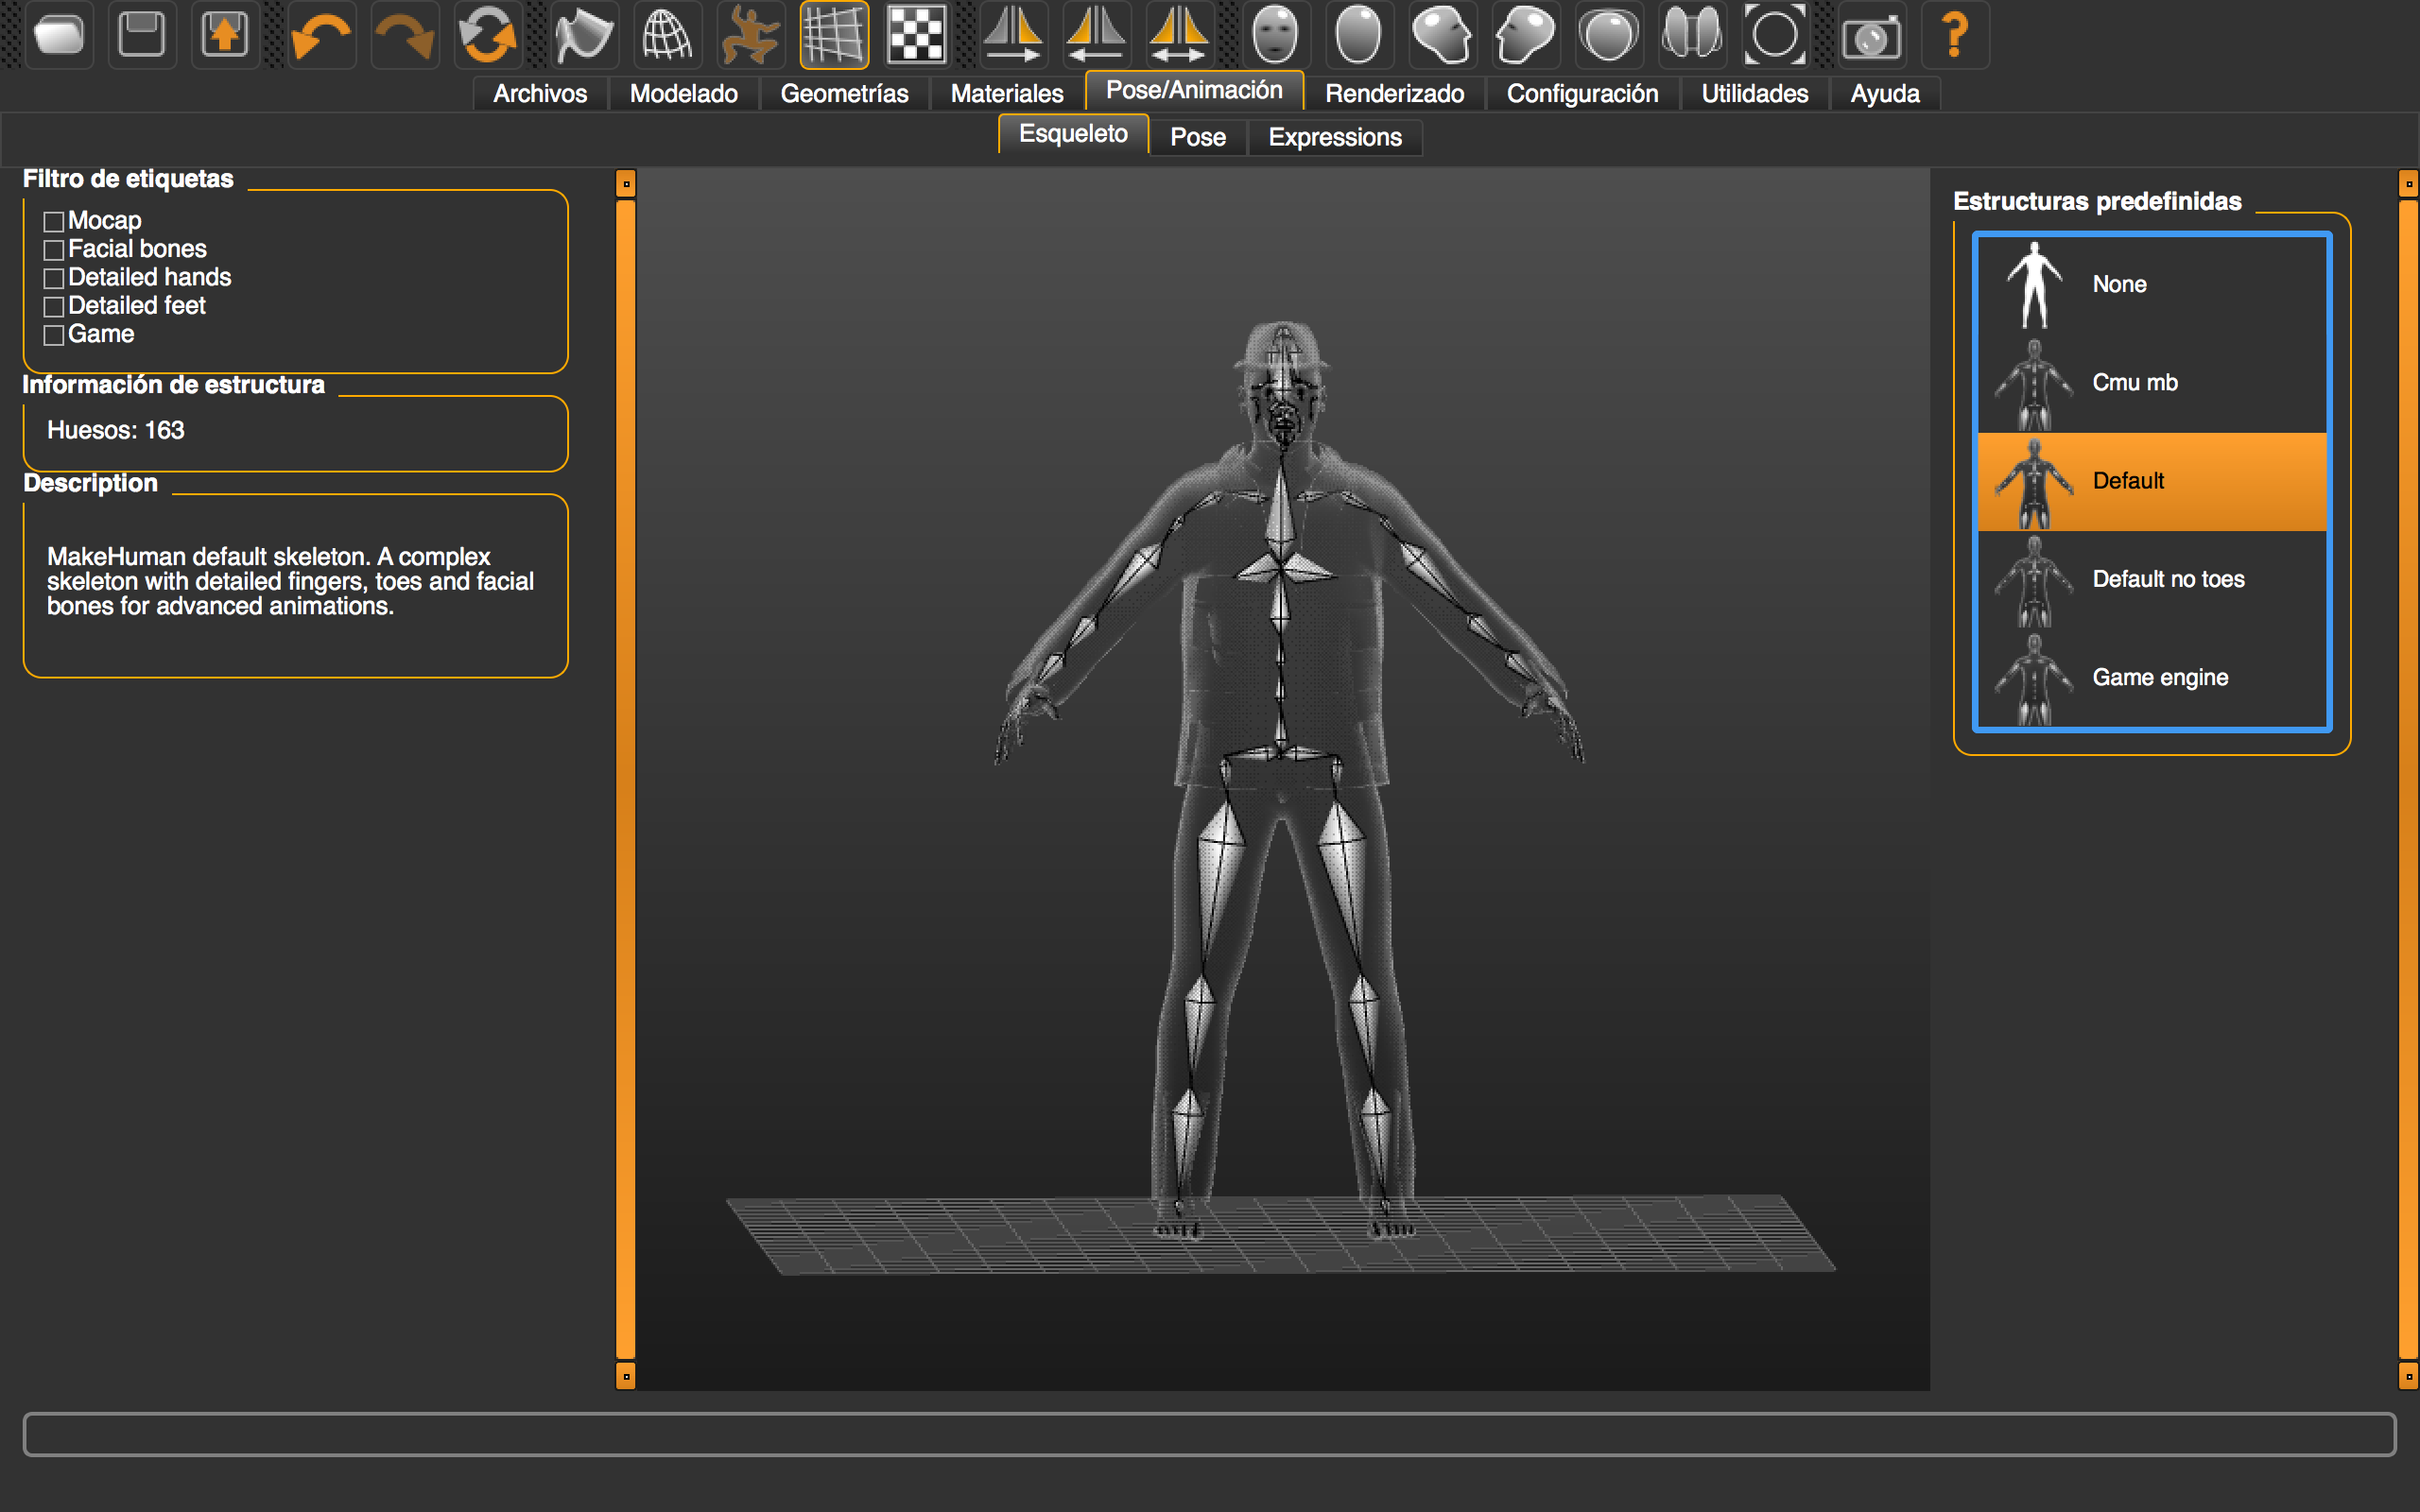 Archivos Modelado Geometrías Materiales Pose/Animación Renderizado Configuración Utilidades Ayuda
Esqueleto Pose Expressions
Filtro de etiquetas
Mocap
Facial bones
Detailed hands
Detailed feet
Game
Información de estructura
Huesos: 163
Description
MakeHuman default skeleton. A complex
skeleton with detailed fingers, toes and facial
bones for advanced animations.
Estructuras predefinidas
None
Cmu mb
Default
Default no toes
Game engine